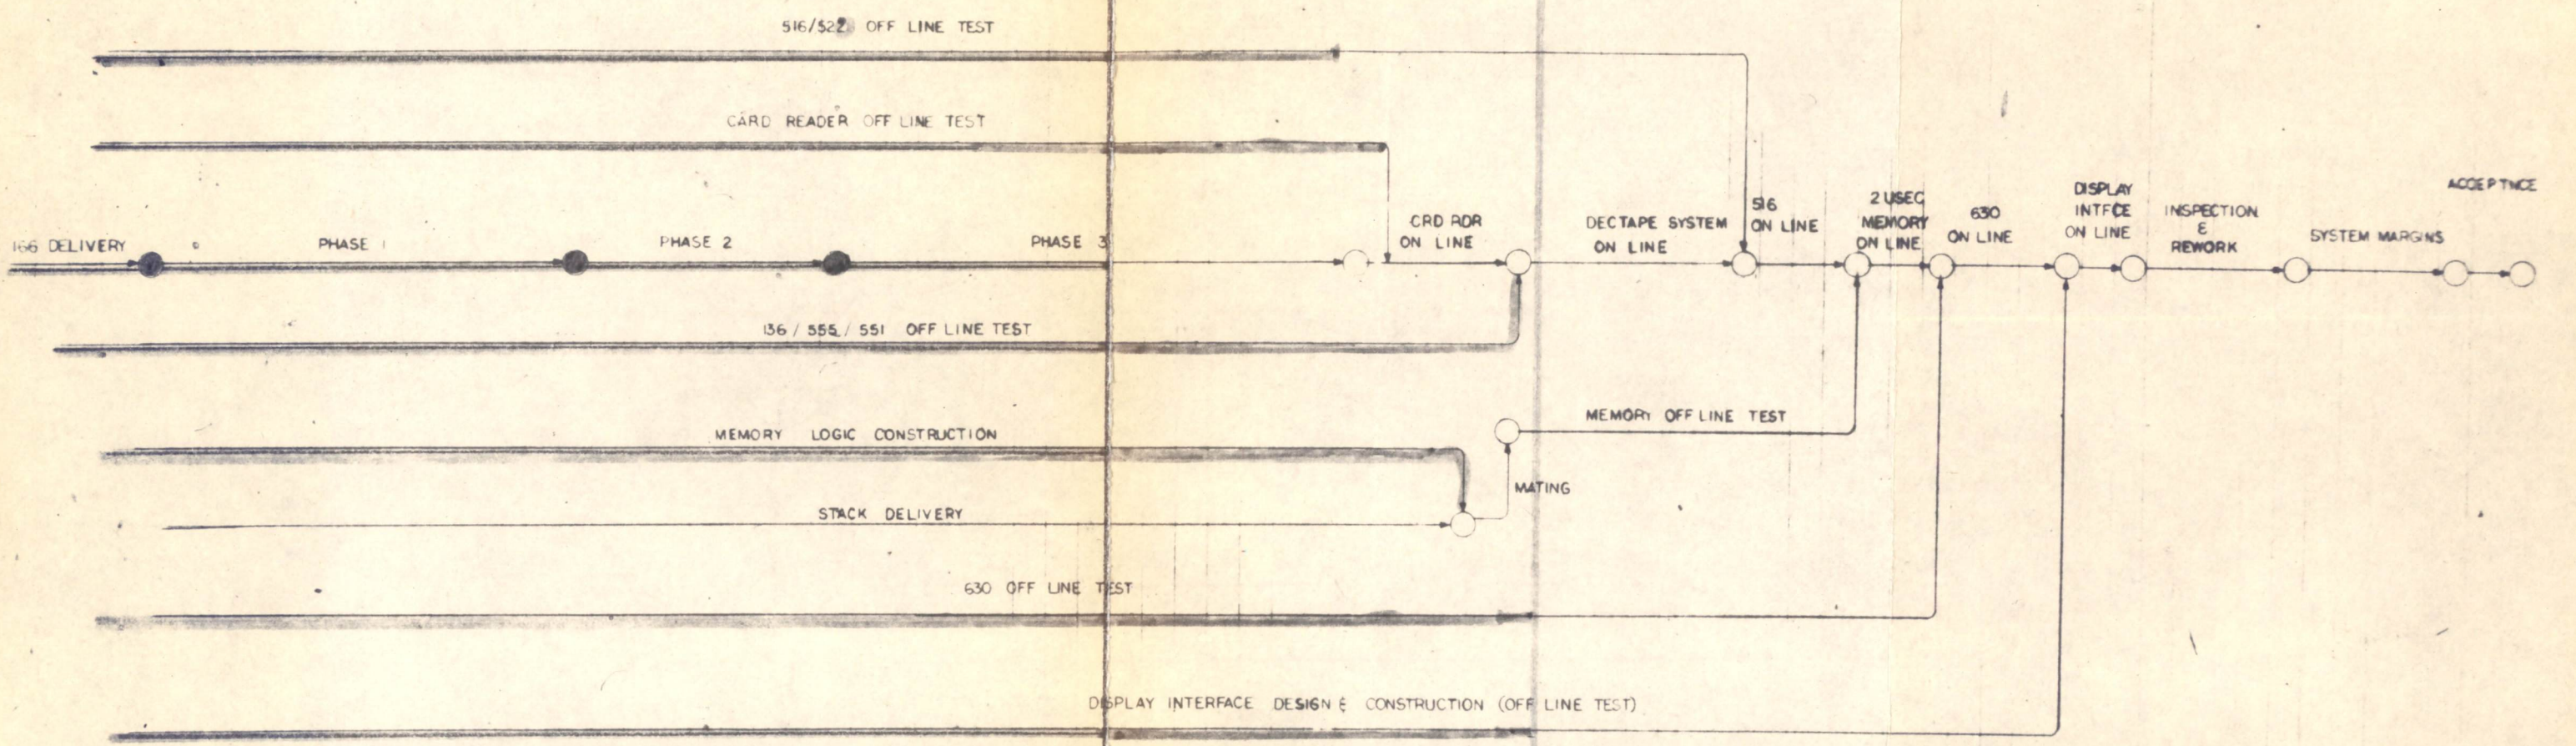 516/522 OFF LINE TEST
CARD READER OFF LINE TEST
166 DELIVERY
PHASE 1
PHASE 2
PHASE 3
CRD RDR
ON LINE
DECTAPE SYSTEM
ON LINE
516
ON LINE
2 USEC
MEMORY
ON LINE
630
ON LINE
DISPLAY
INTFCE
ON LINE
INSPECTION
&
REWORK
SYSTEM MARGINS
ACCEPTNCE
136 / 555 / 551 OFF LINE TEST
MEMORY LOGIC CONSTRUCTION
MEMORY OFF LINE TEST
MATING
STACK DELIVERY
630 OFF LINE TEST
DISPLAY INTERFACE DESIGN & CONSTRUCTION (OFF LINE TEST)